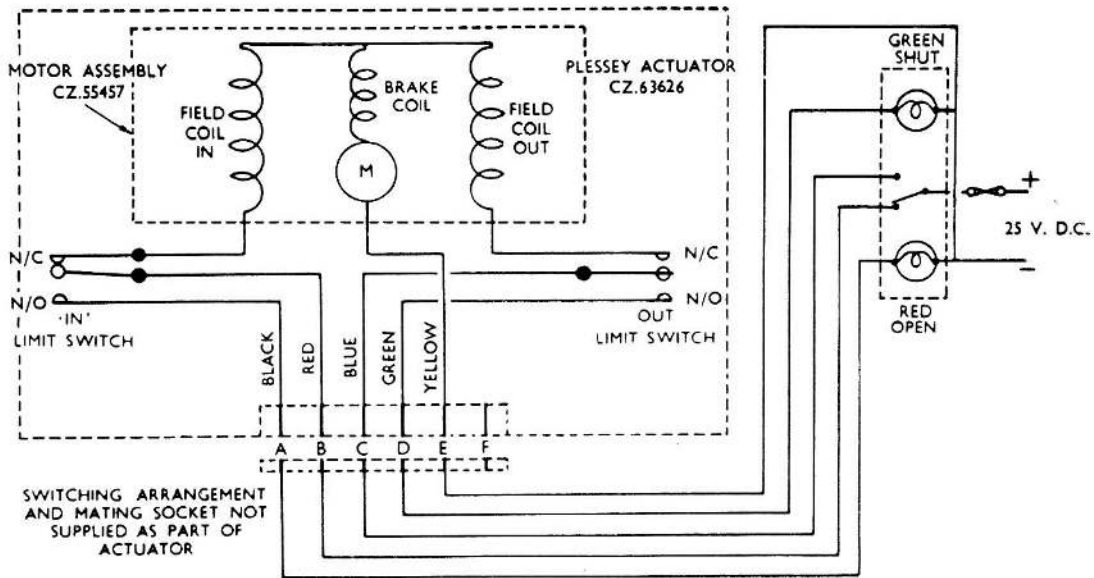 MOTOR ASSEMBLY
CZ.55457
FIELD
COIL
IN
BRAKE
COIL
M
FIELD
COIL
OUT
PLESSEY ACTUATOR
CZ.63626
GREEN
SHUT
+
25 V. D.C.
−
RED
OPEN
N/C
N/O
'IN'
LIMIT SWITCH
N/C
N/O
OUT
LIMIT SWITCH
BLACK
RED
BLUE
GREEN
YELLOW
A B C D E F
SWITCHING ARRANGEMENT
AND MATING SOCKET NOT
SUPPLIED AS PART OF
ACTUATOR